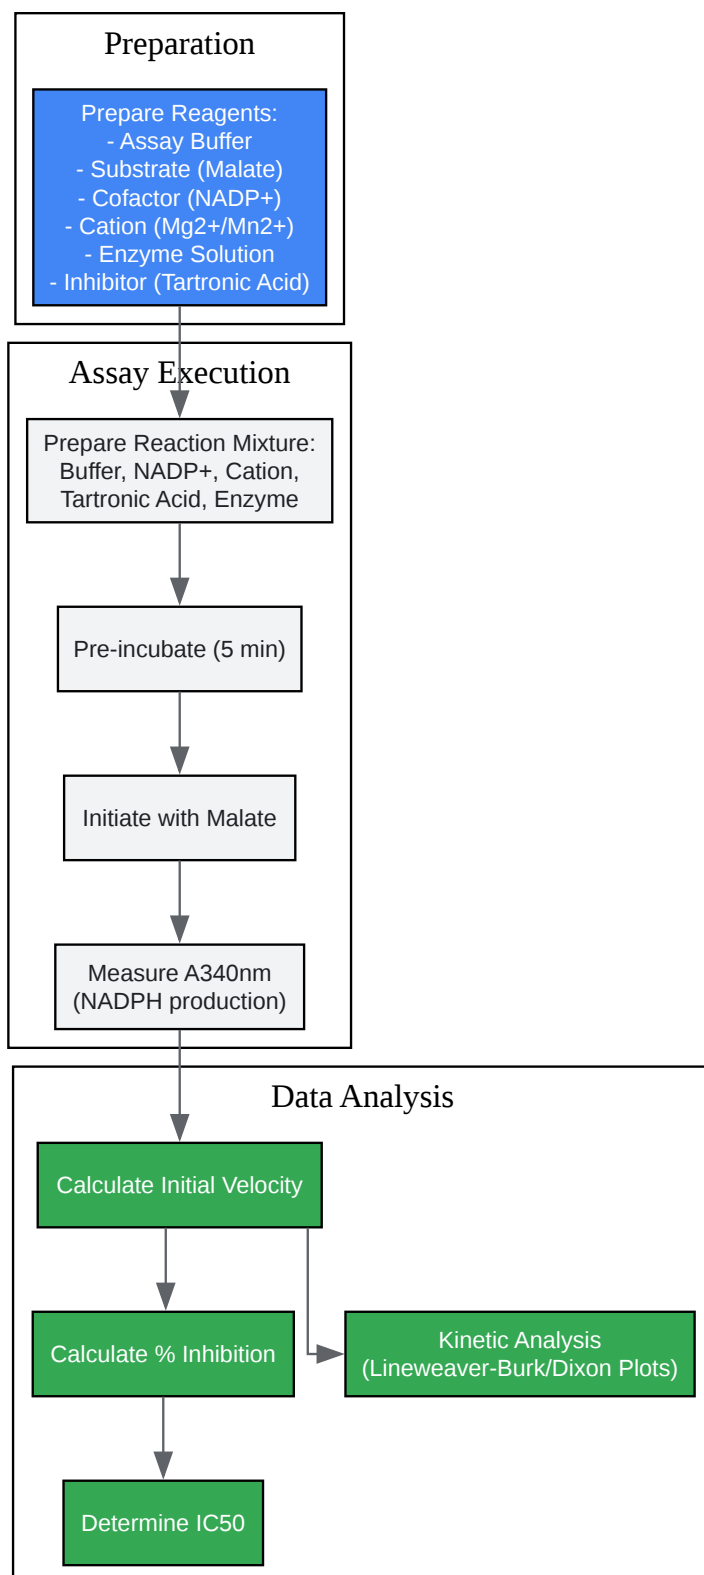 Preparation
Prepare Reagents:
- Assay Buffer
- Substrate (Malate)
- Cofactor (NADP+)
- Cation (Mg2+/Mn2+)
- Enzyme Solution
- Inhibitor (Tartronic Acid)
Assay Execution
Prepare Reaction Mixture:
Buffer, NADP+, Cation,
Tartronic Acid, Enzyme
Pre-incubate (5 min)
Initiate with Malate
Measure A340nm
(NADPH production)
Data Analysis
Calculate Initial Velocity
Calculate % Inhibition
Kinetic Analysis
(Lineweaver-Burk/Dixon Plots)
Determine IC50